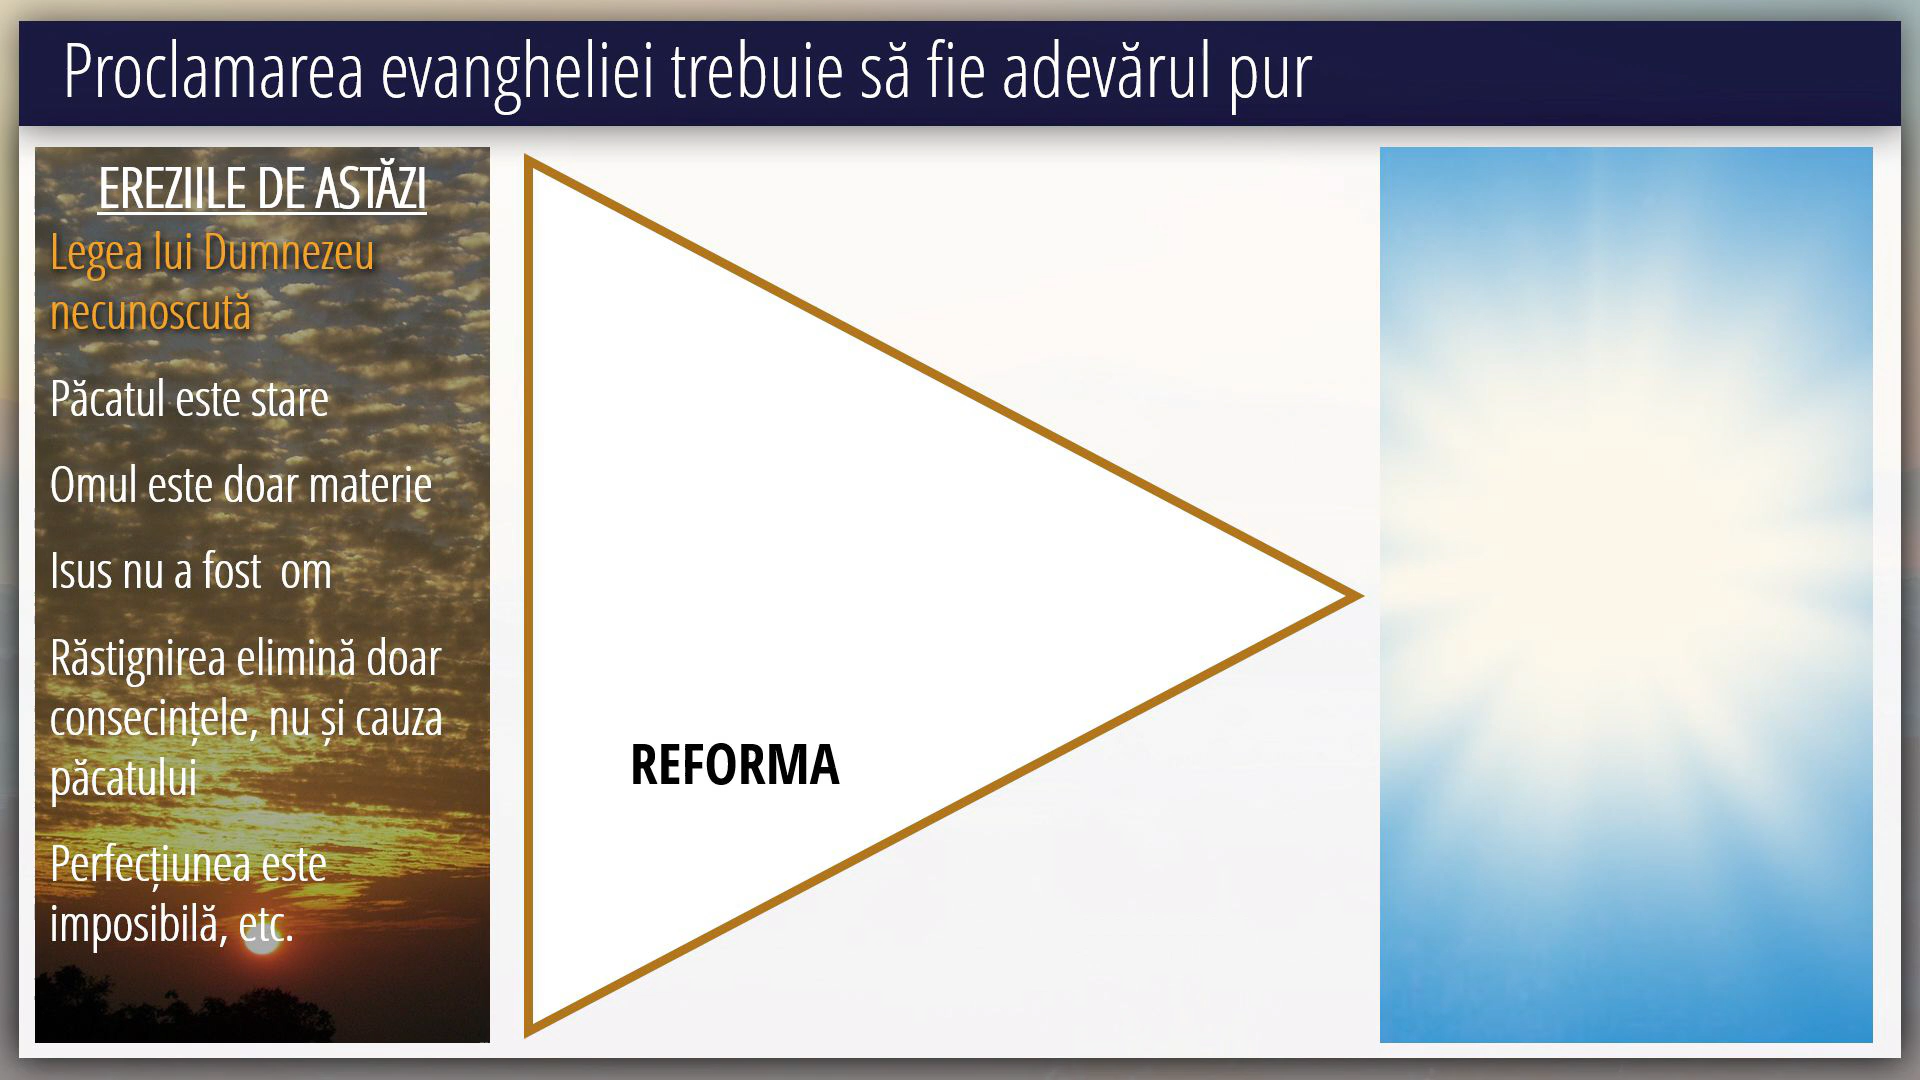 Proclamarea evangheliei trebuie să fie adevărul pur
EREZIILE DE ASTĂZI
Legea lui Dumnezeu
necunoscută
Păcatul este stare
Omul este doar materie
Isus nu a fost  om
Răstignirea elimină doar
consecințele, nu și cauza
păcatului
Perfecțiunea este
imposibilă, etc.
REFORMA